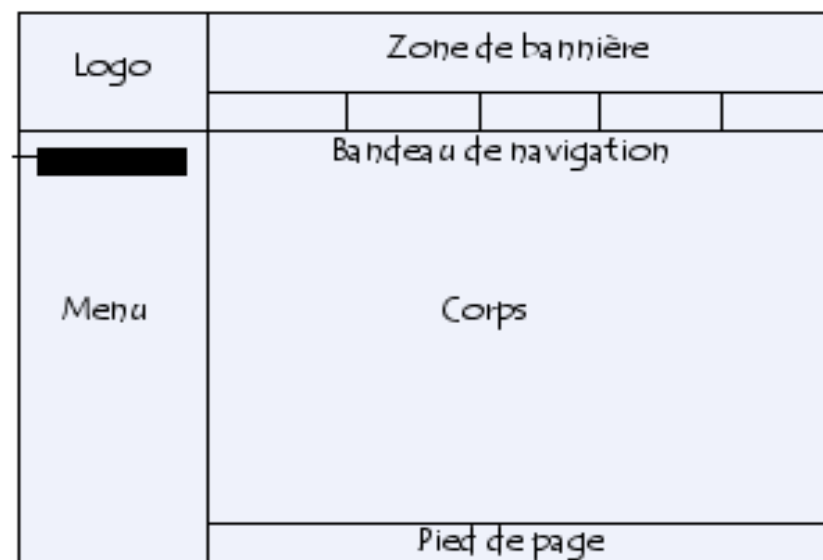 Logo
Zone de bannière
Bandeau de navigation
Menu
Corps
Pied de page